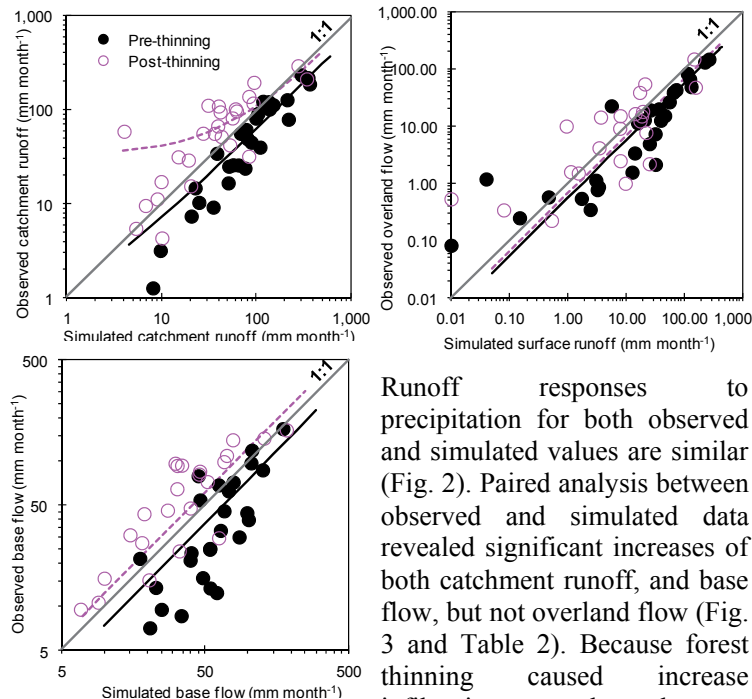 1,000
100
10
1
Observed catchment runoff (mm month-1)
Pre-thinning
Post-thinning
1:1
1 10 100 1,000
Simulated catchment runoff (mm month-1)
1,000.00
100.00
10.00
1.00
0.10
0.01
Observed overland flow (mm month-1)
1:1
0.01 0.10 1.00 10.00 100.00
Simulated surface runoff (mm month-1)
500
50
5
Observed base flow (mm month-1)
1:1
5 50 500
Simulated base flow (mm month-1)
Runoff responses to
precipitation for both observed
and simulated values are similar
(Fig. 2). Paired analysis between
observed and simulated data
revealed significant increases of
both catchment runoff, and base
flow, but not overland flow (Fig.
3 and Table 2). Because forest
thinning caused increase